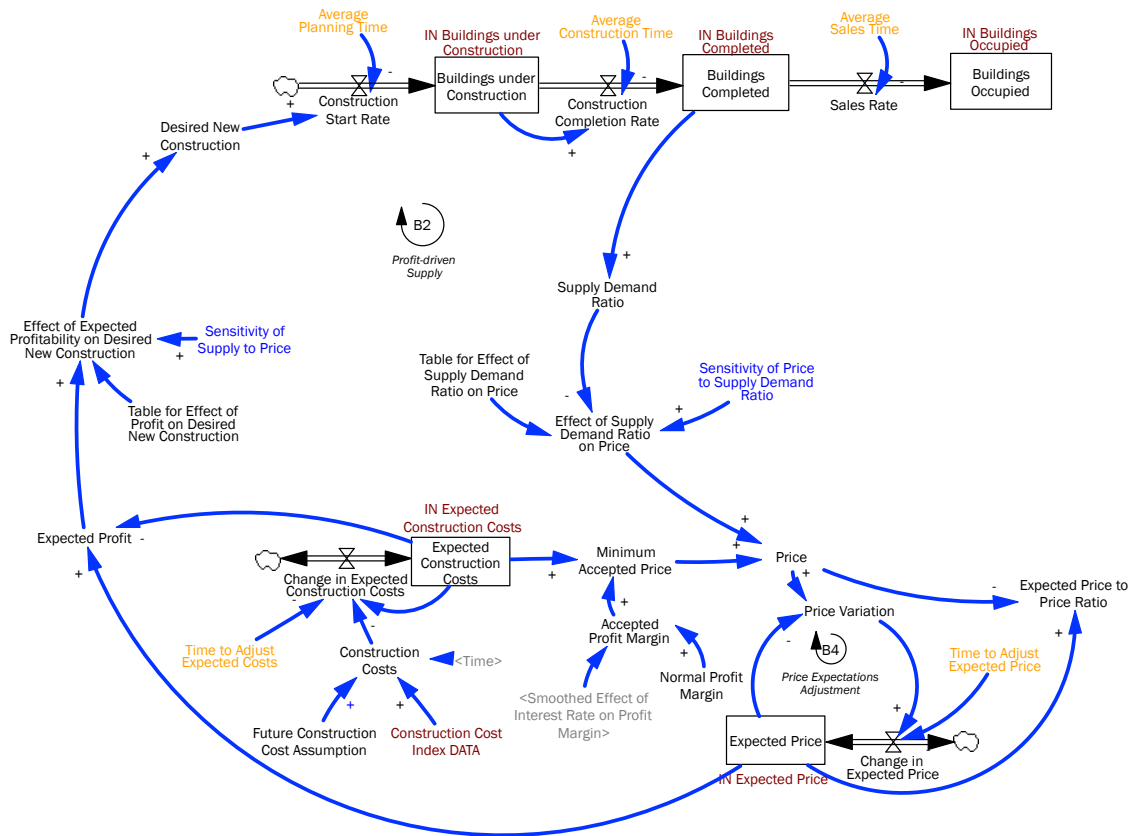 Average
Planning Time
IN Buildings under
Construction
Average
Construction Time
IN Buildings
Completed
Average
Sales Time
IN Buildings
Occupied
-
-
-
Buildings under
Construction
Buildings
Completed
Buildings
Occupied
+
Construction
Start Rate
Construction
Completion Rate
Sales Rate
+
Desired New
Construction
+
B2
Profit-driven
Supply
+
Supply Demand
Ratio
Effect of Expected
Profitability on Desired
New Construction
Sensitivity of
Supply to Price
+
+
Table for Effect of
Supply Demand
Ratio on Price
Sensitivity of Price
to Supply Demand
Ratio
-
+
Table for Effect of
Profit on Desired
New Construction
Effect of Supply
Demand Ratio
on Price
IN Expected
Construction Costs
+
+
Expected Profit
-
Expected
Construction
Costs
Change in Expected
Construction Costs
+
Minimum
Accepted Price
Price
+
-
Expected Price to
Price Ratio
+
+
-
-
+
Accepted
Profit Margin
Price Variation
-
B4
Price Expectations
Adjustment
+
Time to Adjust
Expected Costs
Construction
Costs
<Time>
+
Normal Profit
Margin
Time to Adjust
Expected Price
<Smoothed Effect of
Interest Rate on Profit
Margin>
+
+
+
Future Construction
Cost Assumption
Construction Cost
Index DATA
Expected Price
IN Expected Price
Change in
Expected Price